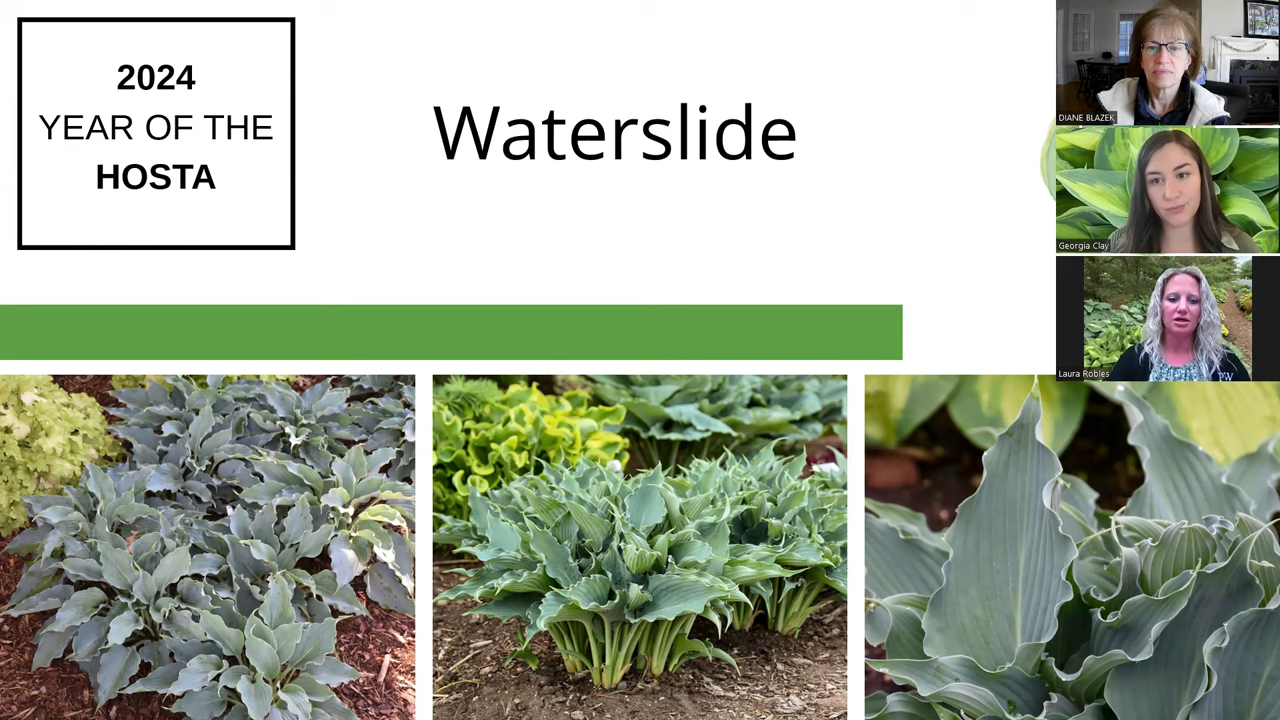 2024
YEAR OF THE
HOSTA
Waterslide
DIANE BLAZEK
Georgia Clay
Laura Robles